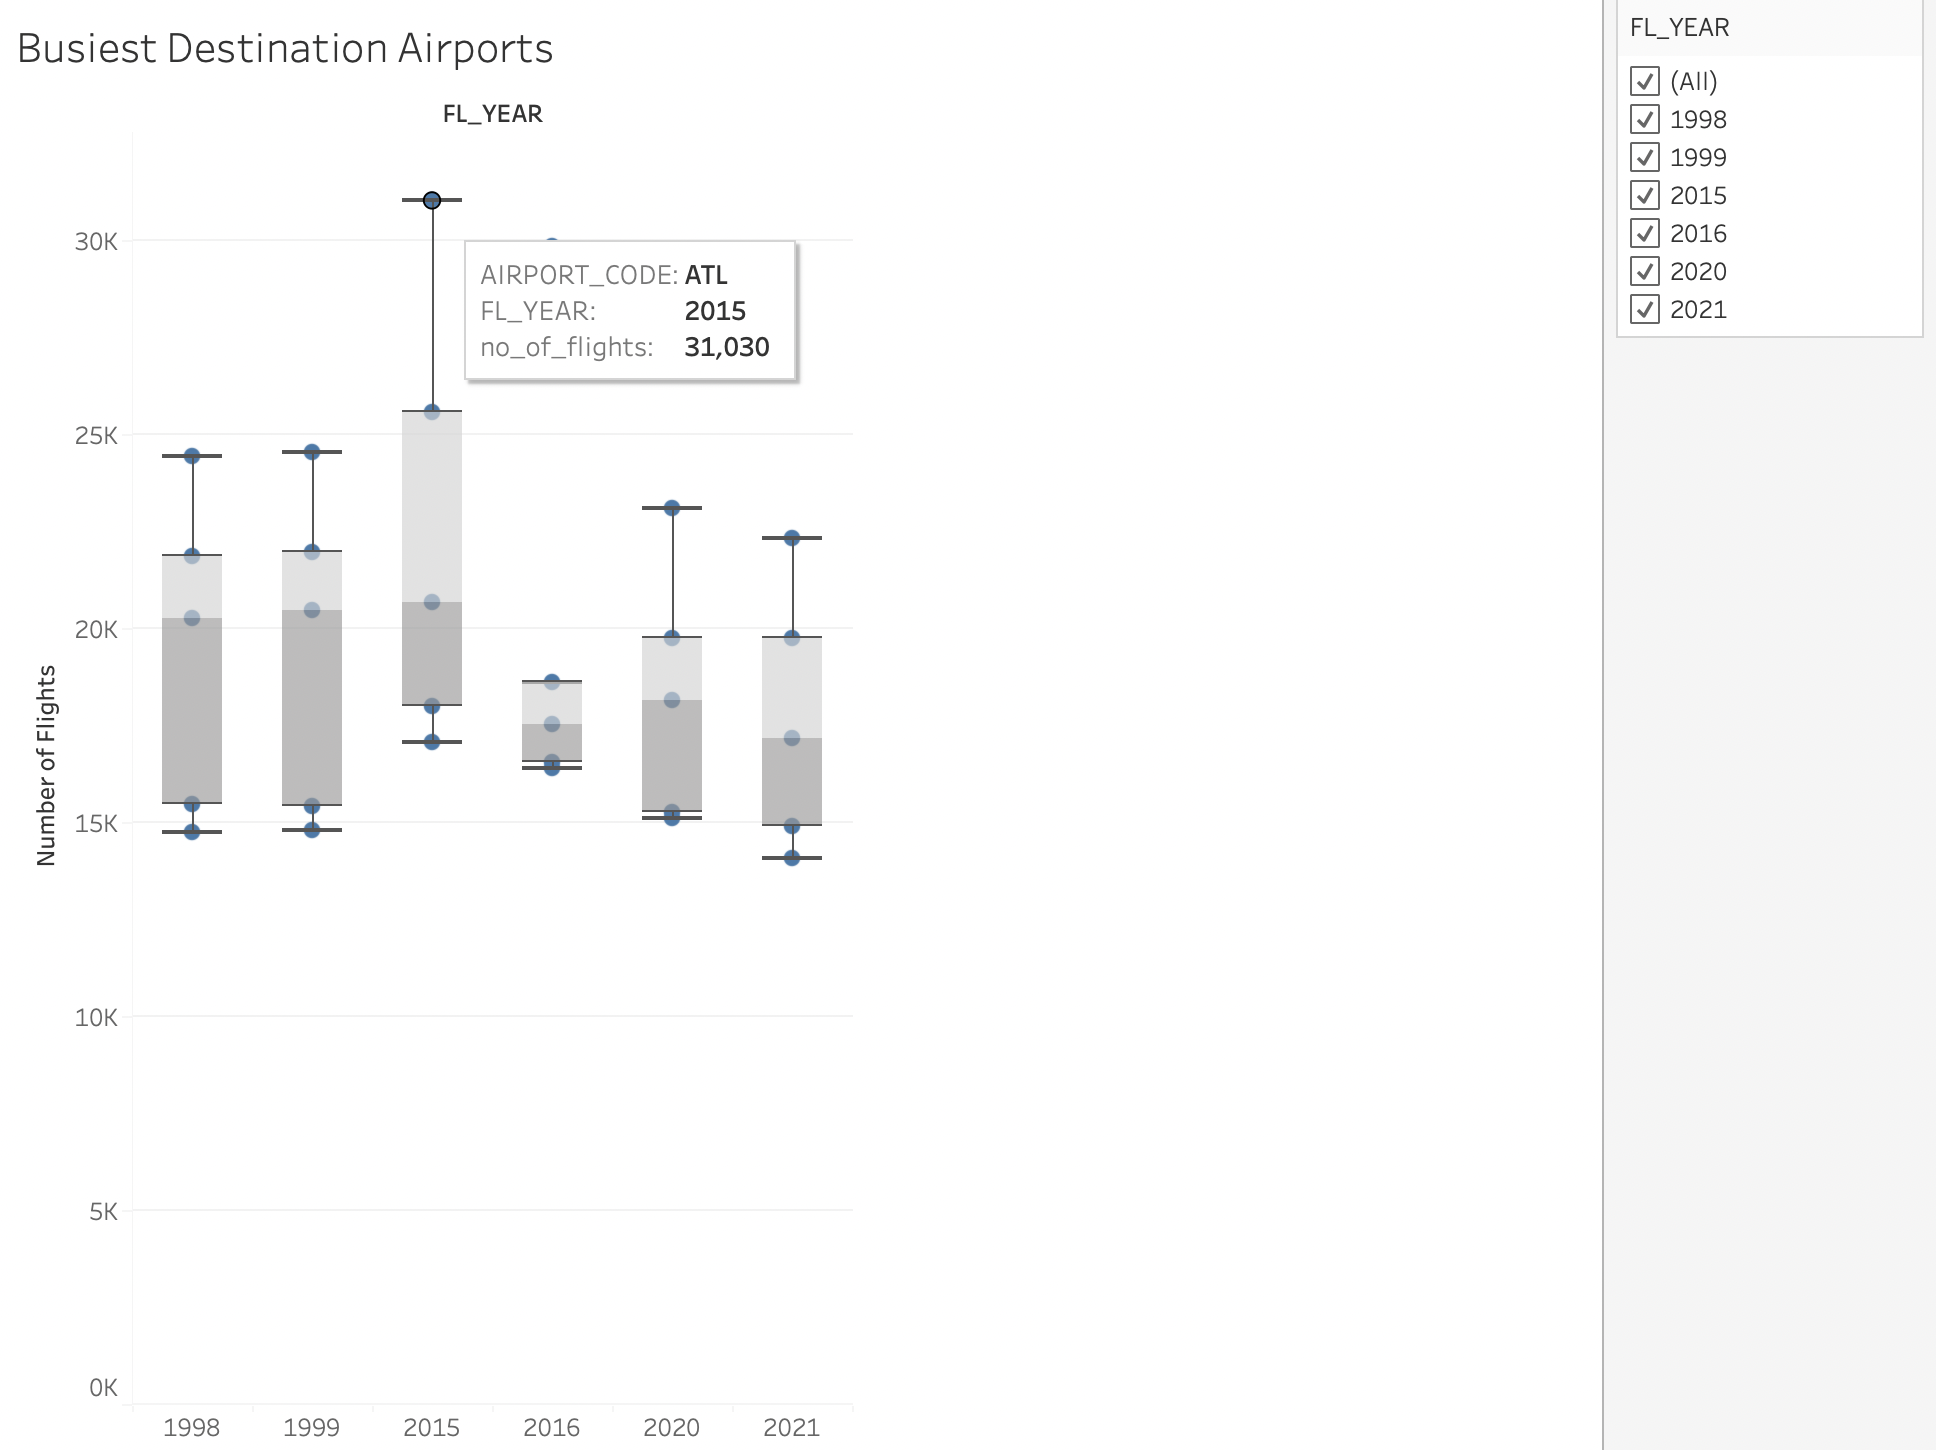 Busiest Destination Airports
FL_YEAR
30K
25K
20K
15K
10K
5K
0K
Number of Flights
AIRPORT_CODE: ATL
FL_YEAR: 2015
no_of_flights: 31,030
1998 1999 2015 2016 2020 2021
FL_YEAR
(All)
1998
1999
2015
2016
2020
2021